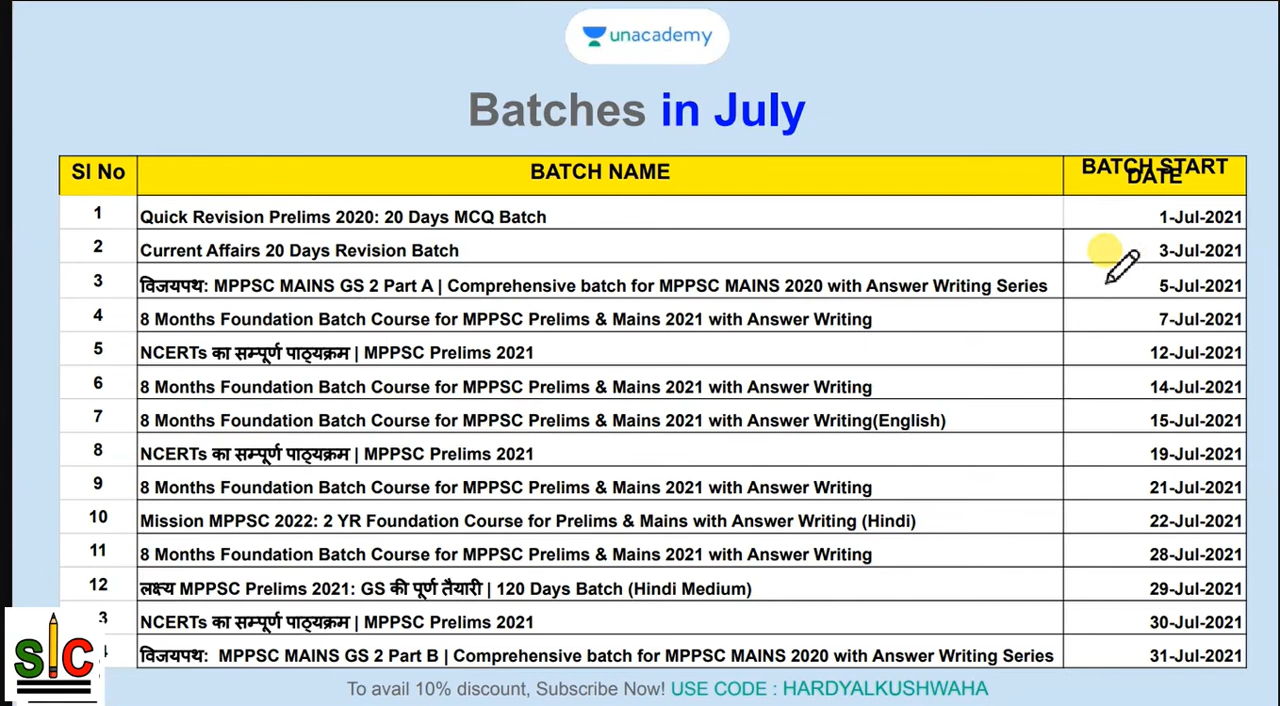 unacademy
Batches in July
Sl No BATCH NAME BATCH START DATE
1 Quick Revision Prelims 2020: 20 Days MCQ Batch 1-Jul-2021
2 Current Affairs 20 Days Revision Batch 3-Jul-2021
3 विजयपथ: MPPSC MAINS GS 2 Part A | Comprehensive batch for MPPSC MAINS 2020 with Answer Writing Series 5-Jul-2021
4 8 Months Foundation Batch Course for MPPSC Prelims & Mains 2021 with Answer Writing 7-Jul-2021
5 NCERTs का सम्पूर्ण पाठ्यक्रम | MPPSC Prelims 2021 12-Jul-2021
6 8 Months Foundation Batch Course for MPPSC Prelims & Mains 2021 with Answer Writing 14-Jul-2021
7 8 Months Foundation Batch Course for MPPSC Prelims & Mains 2021 with Answer Writing(English) 15-Jul-2021
8 NCERTs का सम्पूर्ण पाठ्यक्रम | MPPSC Prelims 2021 19-Jul-2021
9 8 Months Foundation Batch Course for MPPSC Prelims & Mains 2021 with Answer Writing 21-Jul-2021
10 Mission MPPSC 2022: 2 YR Foundation Course for Prelims & Mains with Answer Writing (Hindi) 22-Jul-2021
11 8 Months Foundation Batch Course for MPPSC Prelims & Mains 2021 with Answer Writing 28-Jul-2021
12 लक्ष्य MPPSC Prelims 2021: GS की पूर्ण तैयारी | 120 Days Batch (Hindi Medium) 29-Jul-2021
3 NCERTs का सम्पूर्ण पाठ्यक्रम | MPPSC Prelims 2021 30-Jul-2021
विजयपथ: MPPSC MAINS GS 2 Part B | Comprehensive batch for MPPSC MAINS 2020 with Answer Writing Series 31-Jul-2021
SIC
To avail 10% discount, Subscribe Now! USE CODE : HARDYALKUSHWAHA